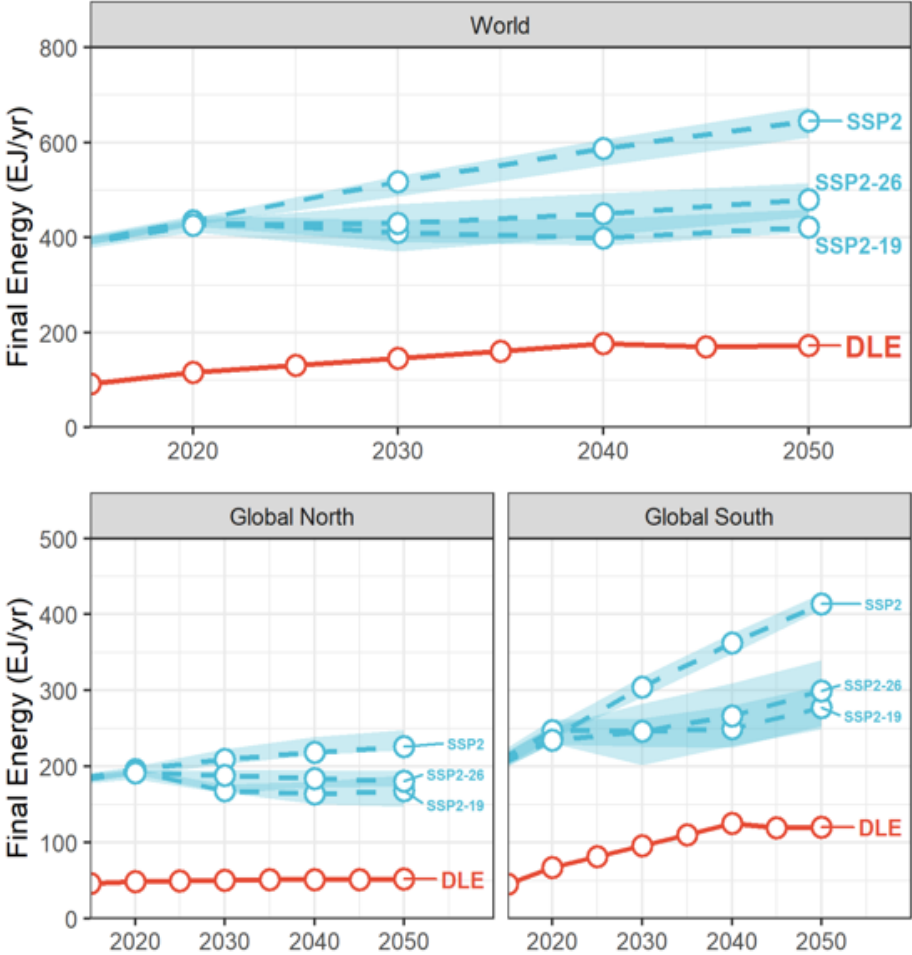 World
Final Energy (EJ/yr)
800
600
400
200
0
SSP2
SSP2-26
SSP2-19
DLE
2020 2030 2040 2050
Global North
Final Energy (EJ/yr)
500
400
300
200
100
0
SSP2
SSP2-26
SSP2-19
DLE
2020 2030 2040 2050
Global South
SSP2
SSP2-26
SSP2-19
DLE
2020 2030 2040 2050